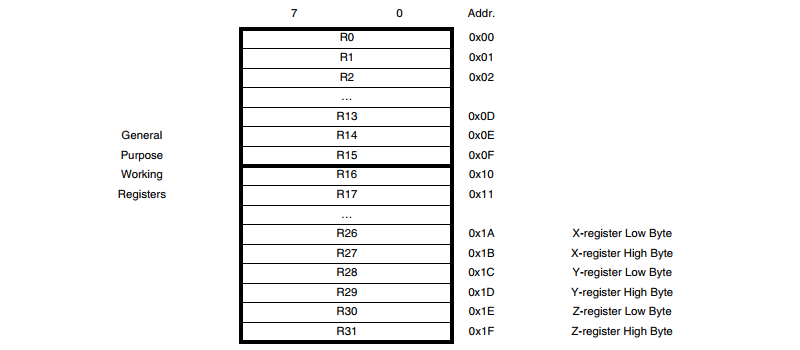 7 0 Addr.
R0 0x00
R1 0x01
R2 0x02
...
R13 0x0D
General R14 0x0E
Purpose R15 0x0F
Working R16 0x10
Registers R17 0x11
...
R26 0x1A X-register Low Byte
R27 0x1B X-register High Byte
R28 0x1C Y-register Low Byte
R29 0x1D Y-register High Byte
R30 0x1E Z-register Low Byte
R31 0x1F Z-register High Byte